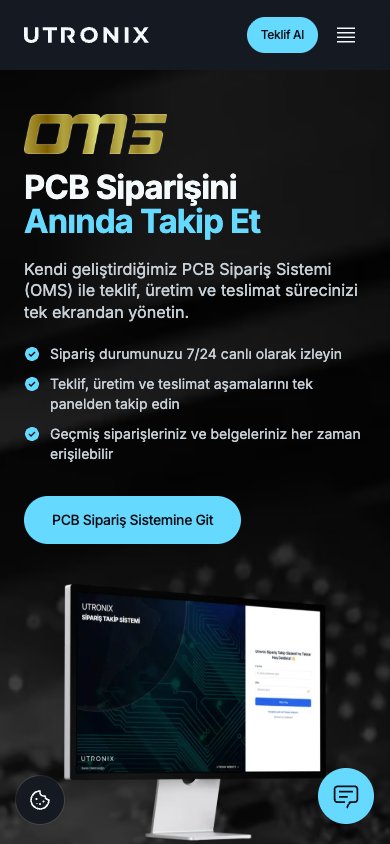 UTRONIX
Teklif Al
oms
PCB Siparişini
Anında Takip Et
Kendi geliştirdiğimiz PCB Sipariş Sistemi
(OMS) ile teklif, üretim ve teslimat sürecinizi
tek ekrandan yönetin.
Sipariş durumunuzu 7/24 canlı olarak izleyin
Teklif, üretim ve teslimat aşamalarını tek
panelden takip edin
Geçmiş siparişleriniz ve belgeleriniz her zaman
erişilebilir
PCB Sipariş Sistemine Git
UTRONIX
SİPARİŞ TAKİP SİSTEMİ
UTRONIX